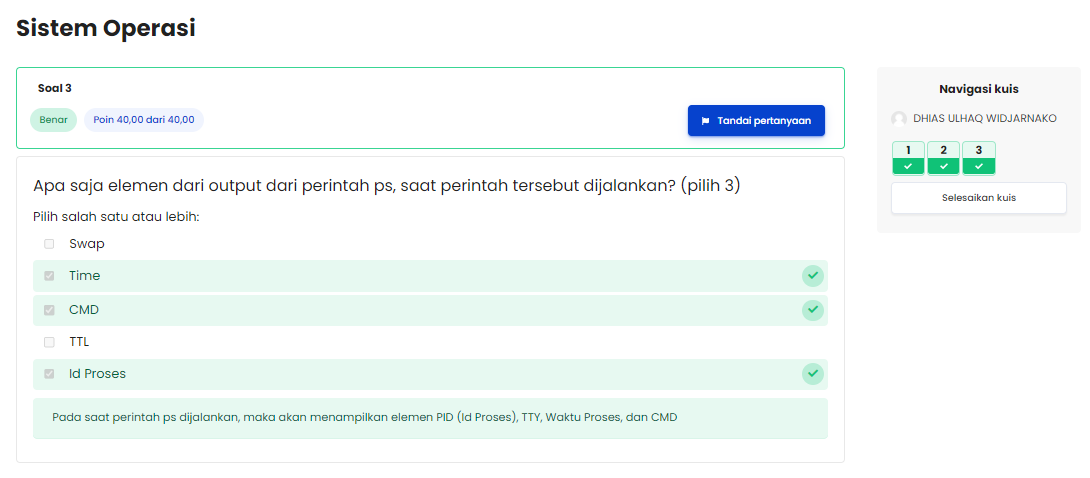 Sistem Operasi
Soal 3
Benar
Poin 40,00 dari 40,00
Tandai pertanyaan
Apa saja elemen dari output dari perintah ps, saat perintah tersebut dijalankan? (pilih 3)
Pilih salah satu atau lebih:
Swap
Time
CMD
TTL
Id Proses
Pada saat perintah ps dijalankan, maka akan menampilkan elemen PID (Id Proses), TTY, Waktu Proses, dan CMD
Navigasi kuis
DHIAS ULHAQ WIDJARNAKO
1 2 3
Selesaikan kuis